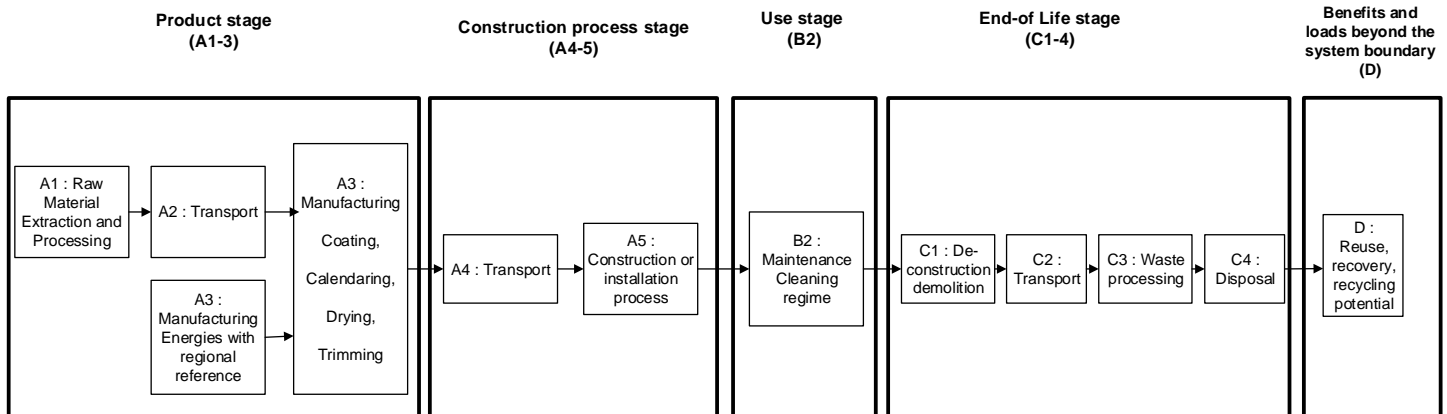 Product stage
(A1-3)
Construction process stage
(A4-5)
Use stage
(B2)
End-of Life stage
(C1-4)
Benefits and
loads beyond the
system boundary
(D)
A1 : Raw
Material
Extraction and
Processing
A2 : Transport
A3 :
Manufacturing
Energies with
regional
reference
A3 :
Manufacturing
Coating,
Calendaring,
Drying,
Trimming
A4 : Transport
A5 :
Construction or
installation
process
B2 :
Maintenance
Cleaning
regime
C1 : De-
construction
demolition
C2 :
Transport
C3 : Waste
processing
C4 :
Disposal
D :
Reuse,
recovery,
recycling
potential